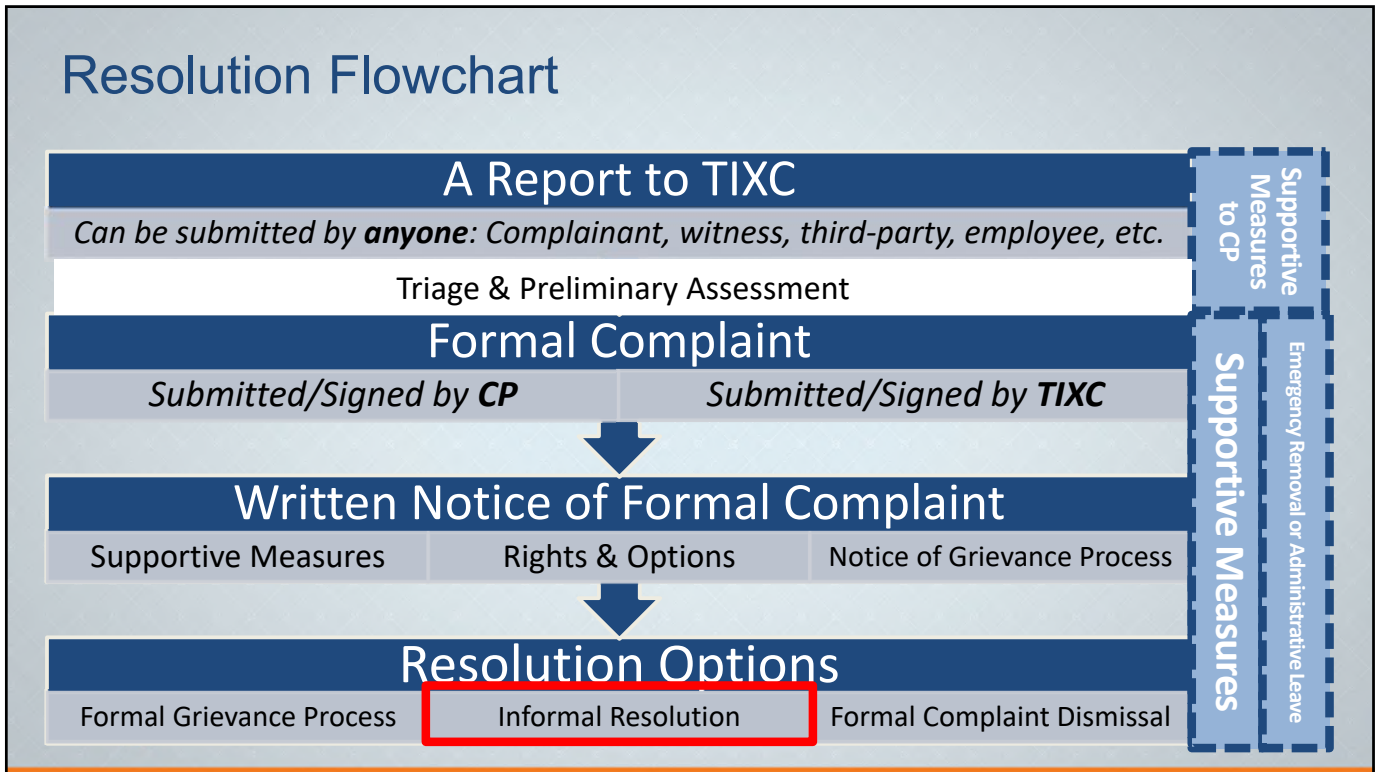 Resolution Flowchart
A Report to TIXC
Can be submitted by anyone: Complainant, witness, third-party, employee, etc.
Triage & Preliminary Assessment
Supportive
Measures
to CP
Formal Complaint
Submitted/Signed by CP
Submitted/Signed by TIXC
Written Notice of Formal Complaint
Supportive Measures
Rights & Options
Notice of Grievance Process
Resolution Options
Formal Grievance Process
Informal Resolution
Formal Complaint Dismissal
Supportive Measures
Emergency Removal or Administrative Leave